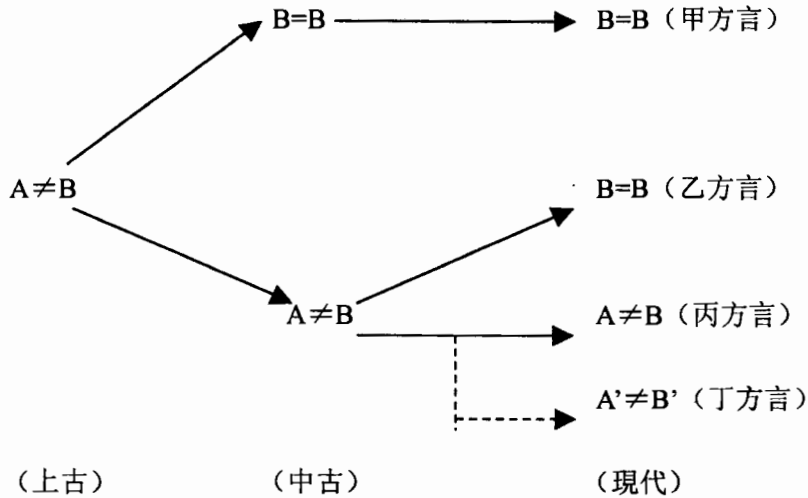 B=B B=B（甲方言）
A≠B B=B（乙方言）
A≠B A≠B（丙方言）
A’≠B’（丁方言）
（上古） （中古） （現代）